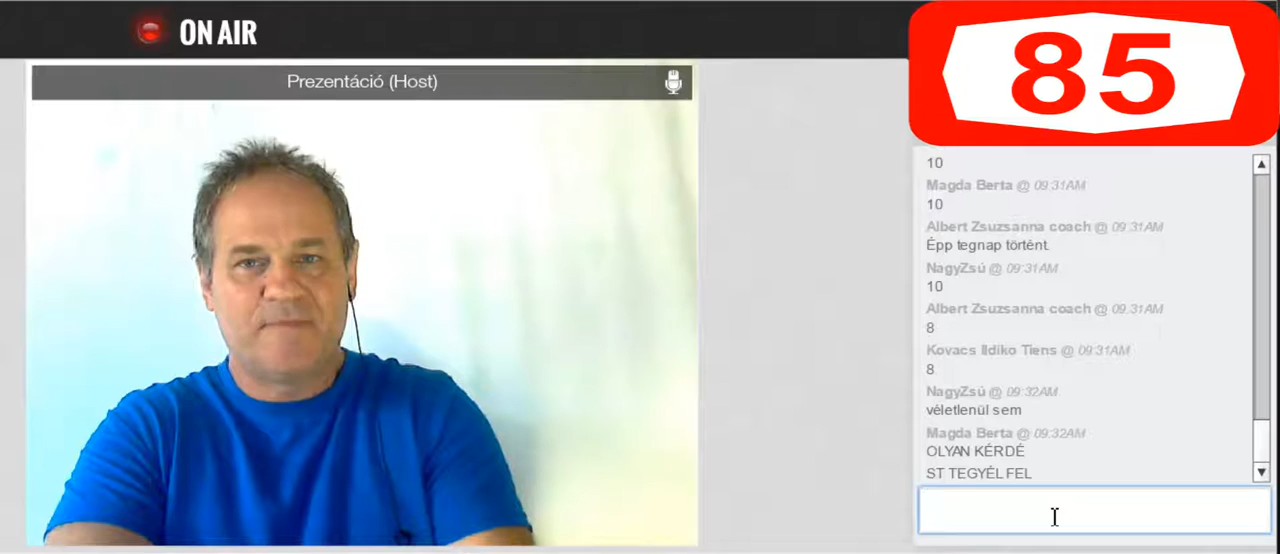 ON AIR
85
Prezentáció (Host)
10
Magda Berta @ 09:31AM
10
Albert Zsuzsanna coach @ 09:31AM
Épp tegnap történt.
NagyZsú @ 09:31AM
10
Albert Zsuzsanna coach @ 09:31AM
8
Kovacs Ildiko Tiens @ 09:31AM
8
NagyZsú @ 09:32AM
véletlenül sem
Magda Berta @ 09:32AM
OLYAN KÉRDÉ
ST TEGYÉL FEL